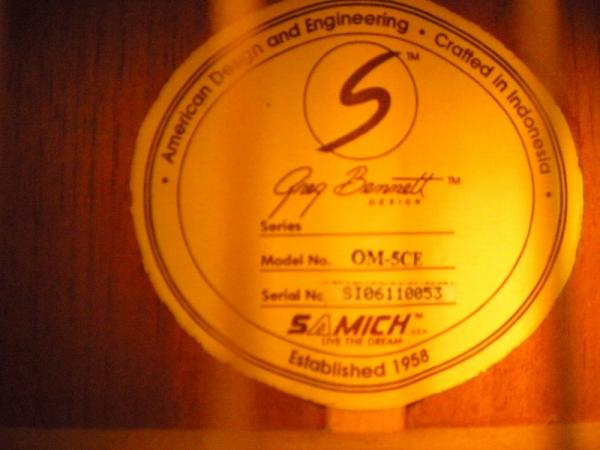 • American Design and Engineering • Crafted in Indonesia •
S™
Greg Bennett™
DESIGN
Series
Model No. OM-5CE
Serial No SI06110053
SAMICK™ USA
LIVE THE DREAM
Established 1958